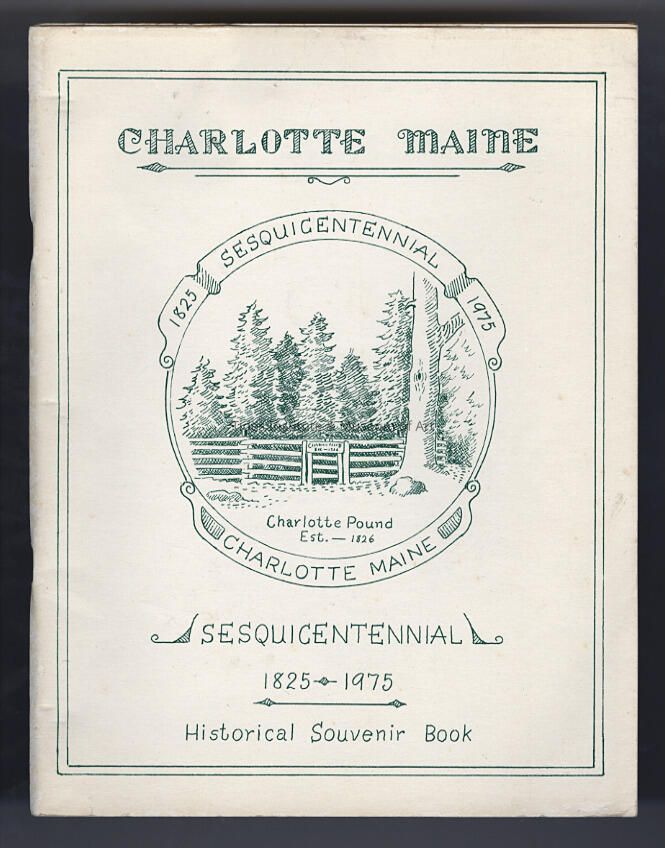 CHARLOTTE MAINE
SESQUICENTENNIAL
1825
1975
Charlotte Pound
Est. — 1826
CHARLOTTE MAINE
SESQUICENTENNIAL
1825 1975
Historical Souvenir Book